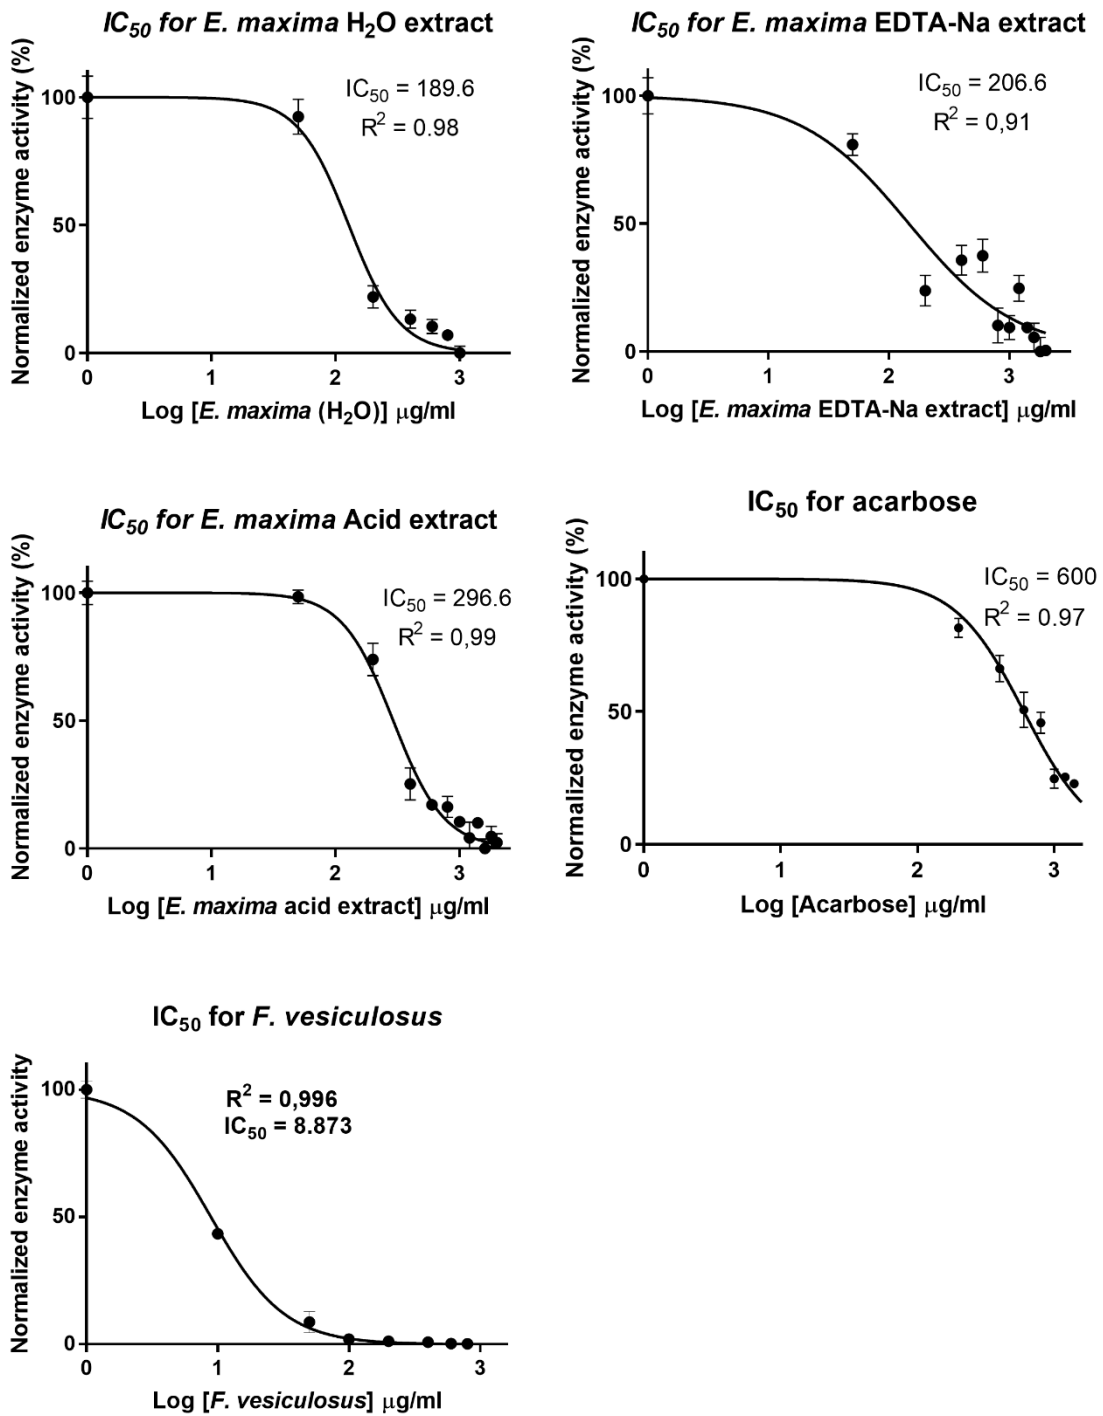 IC50 for E. maxima H2O extract
Normalized enzyme activity (%)
IC50 = 189.6
R2 = 0.98
100
50
0
0 1 2 3
Log [E. maxima (H2O)] μg/ml
IC50 for E. maxima EDTA-Na extract
Normalized enzyme activity (%)
IC50 = 206.6
R2 = 0,91
100
50
0
0 1 2 3
Log [E. maxima EDTA-Na extract] μg/ml
IC50 for E. maxima Acid extract
Normalized enzyme activity (%)
IC50 = 296.6
R2 = 0,99
100
50
0
0 1 2 3
Log [E. maxima acid extract] μg/ml
IC50 for acarbose
Normalized enzyme activity (%)
IC50 = 600
R2 = 0.97
100
50
0
0 1 2 3
Log [Acarbose] μg/ml
IC50 for F. vesiculosus
Normalized enzyme activity
R2 = 0,996
IC50 = 8.873
100
50
0
0 1 2 3
Log [F. vesiculosus] μg/ml